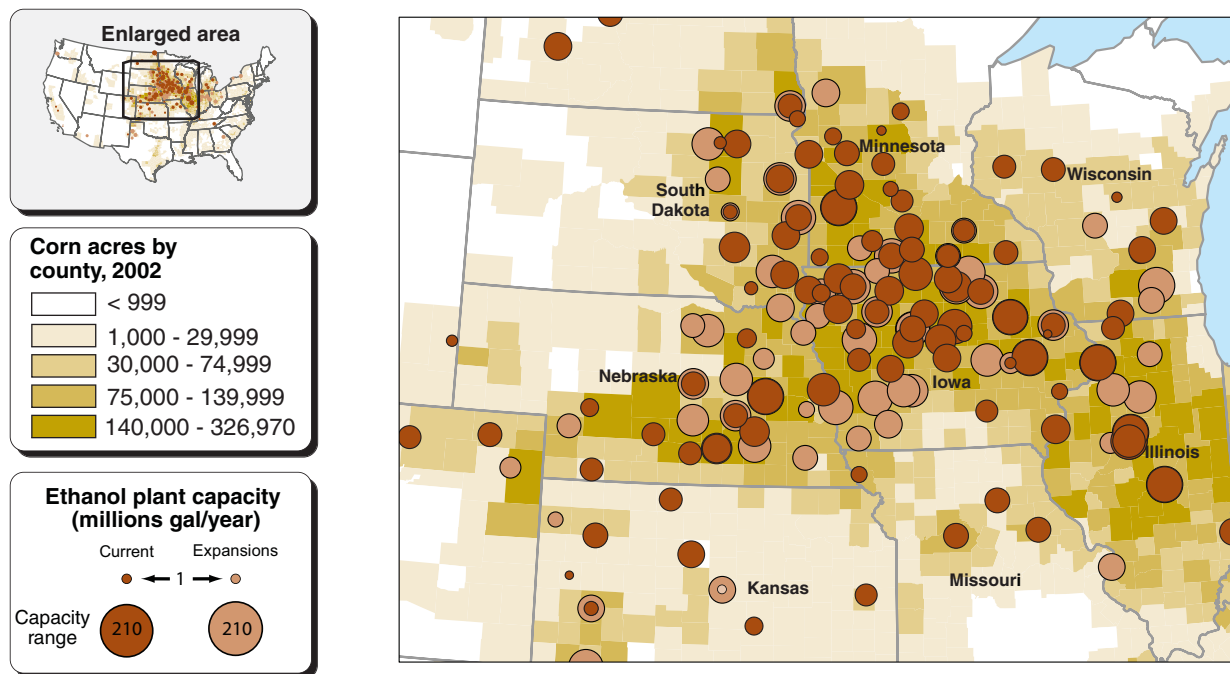 Enlarged area
Corn acres by
county, 2002
< 999
1,000 - 29,999
30,000 - 74,999
75,000 - 139,999
140,000 - 326,970
Ethanol plant capacity
(millions gal/year)
Current
Expansions
1
Capacity
range
210
210
Minnesota
Wisconsin
South
Dakota
Nebraska
Iowa
Illinois
Kansas
Missouri